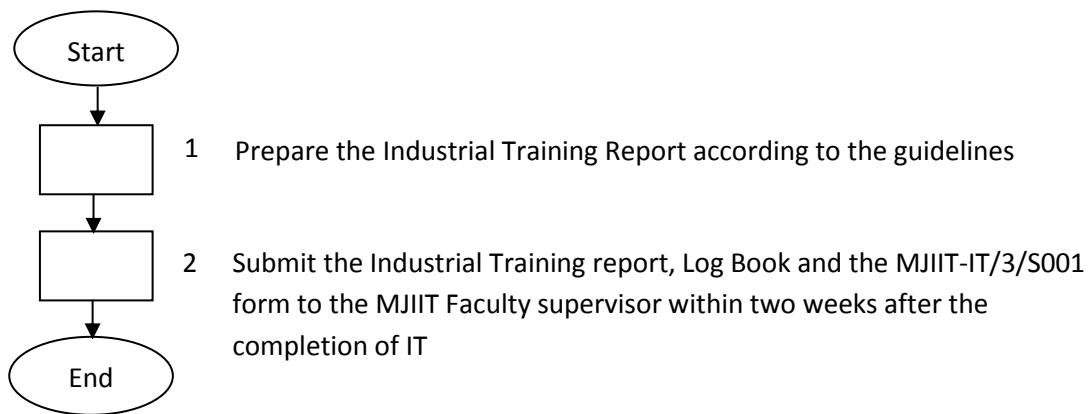 Start
1 Prepare the Industrial Training Report according to the guidelines
2 Submit the Industrial Training report, Log Book and the MJIIT-IT/3/S001
form to the MJIIT Faculty supervisor within two weeks after the
completion of IT
End